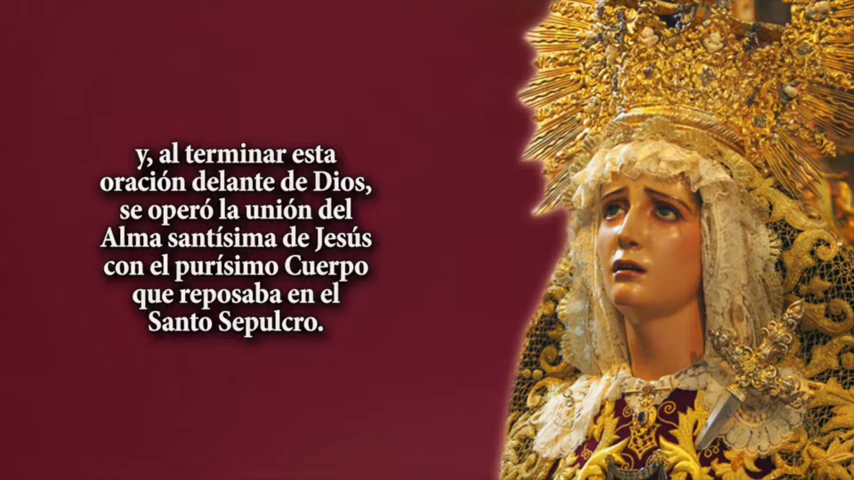 y, al terminar esta
oración delante de Dios,
se operó la unión del
Alma santísima de Jesús
con el purísimo Cuerpo
que reposaba en el
Santo Sepulcro.